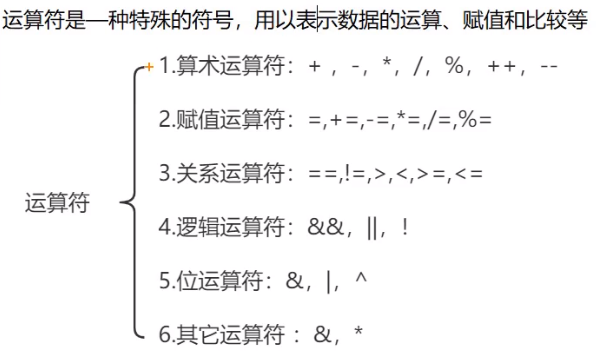 运算符是一种特殊的符号，用以表示数据的运算、赋值和比较等
1.算术运算符：+ ，-，*，/，%，++，--
2.赋值运算符：=,+=,-=,*=,/=,%=
3.关系运算符：==,!=,>,<,>=,<=
运算符
4.逻辑运算符：&&，||，!
5.位运算符：&，|，^
6.其它运算符 ：&，*